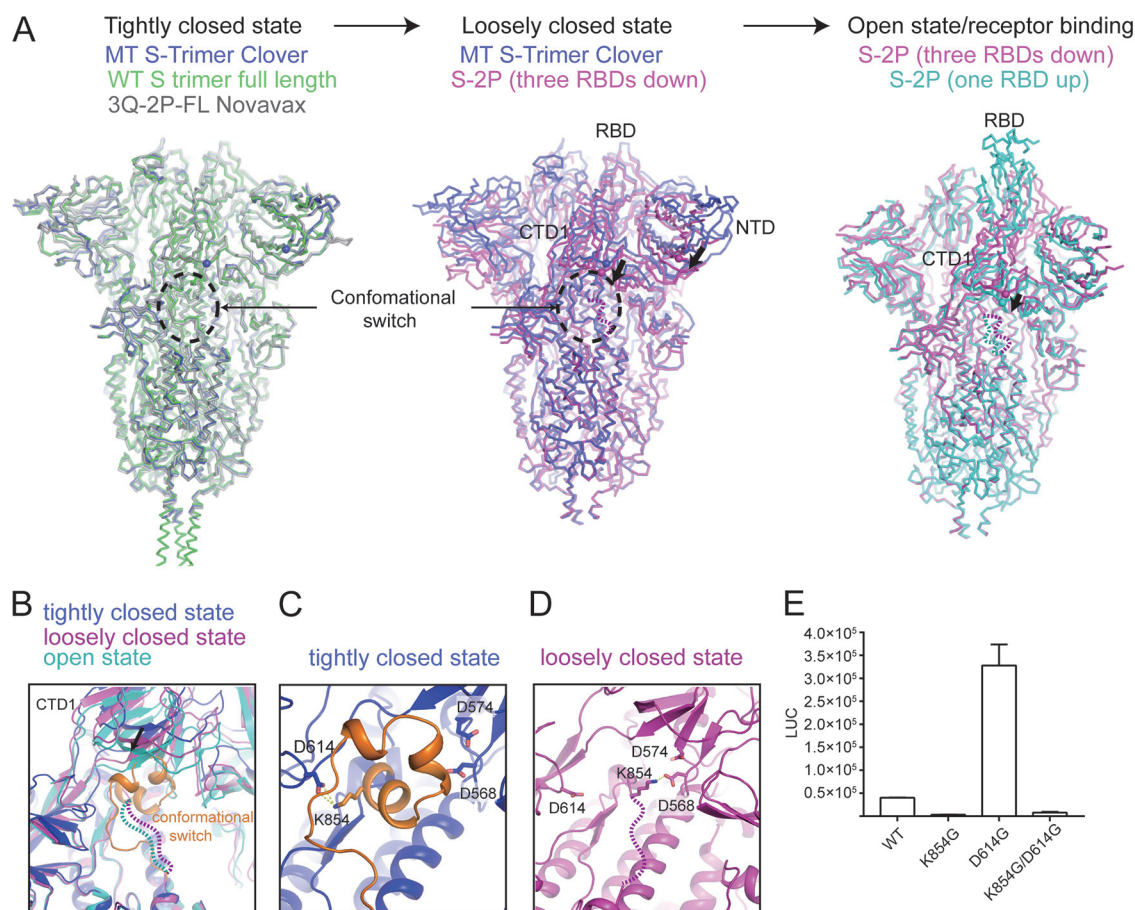 A
Tightly closed state
MT S-Trimer Clover
WT S trimer full length
3Q-2P-FL Novavax
Loosely closed state
MT S-Trimer Clover
S-2P (three RBDs down)
Open state/receptor binding
S-2P (three RBDs down)
S-2P (one RBD up)
RBD
RBD
NTD
CTD1
CTD1
Confomational
switch
B
tightly closed state
loosely closed state
open state
CTD1
conformational
switch
C
tightly closed state
D574
D614
D568
K854
D
loosely closed state
D574
K854
D614
D568
E
LUC
4.0×10⁵
3.5×10⁵
3.0×10⁵
2.5×10⁵
2.0×10⁵
1.5×10⁵
1.0×10⁵
0.5×10⁵
WT
K854G
D614G
K854G/D614G